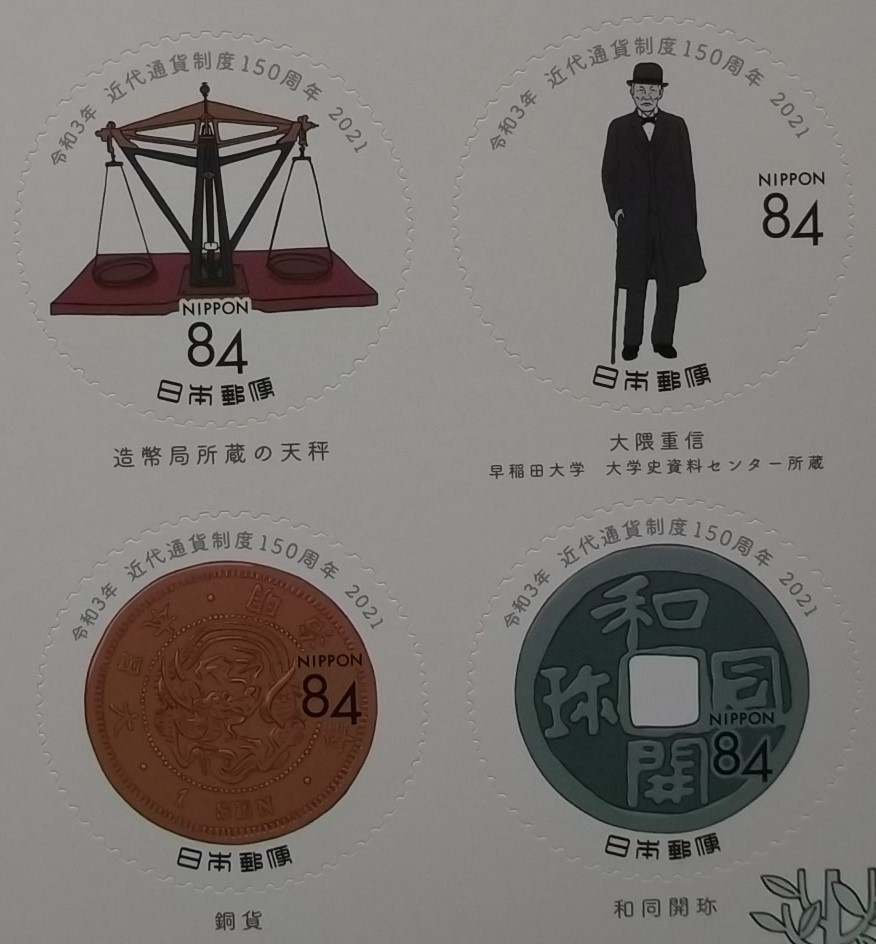 令和3年 近代通貨制度150周年 2021
NIPPON
84
日本郵便
造幣局所蔵の天秤
令和3年 近代通貨制度150周年 2021
NIPPON
84
日本郵便
大隈重信
早稲田大学 大学史資料センター所蔵
令和3年 近代通貨制度150周年 2021
大日本 明
NIPPON
84
1 SEN
日本郵便
銅貨
令和3年 近代通貨制度150周年 2021
和
珎 同
NIPPON
開 84
日本郵便
和同開珎